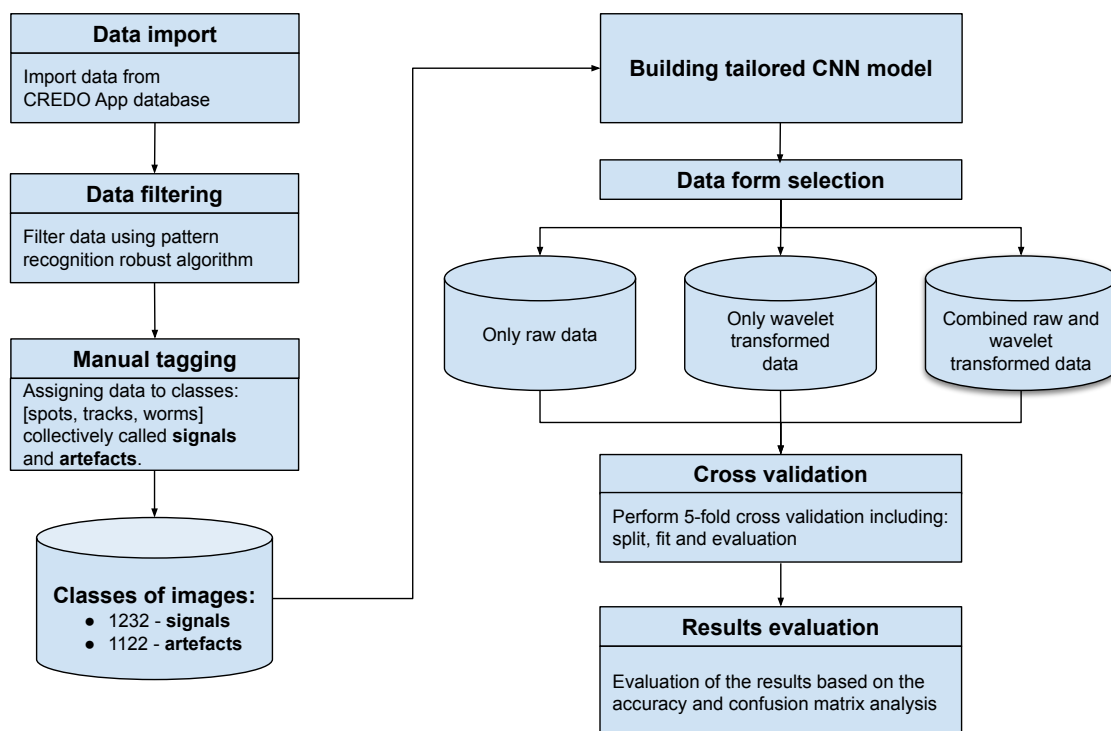 Data import
Import data from
CREDO App database
Data filtering
Filter data using pattern
recognition robust algorithm
Manual tagging
Assigning data to classes:
[spots, tracks, worms]
collectively called signals
and artefacts.
Classes of images:
● 1232 - signals
● 1122 - artefacts
Building tailored CNN model
Data form selection
Only raw data
Only wavelet
transformed
data
Combined raw and
wavelet
transformed data
Cross validation
Perform 5-fold cross validation including:
split, fit and evaluation
Results evaluation
Evaluation of the results based on the
accuracy and confusion matrix analysis